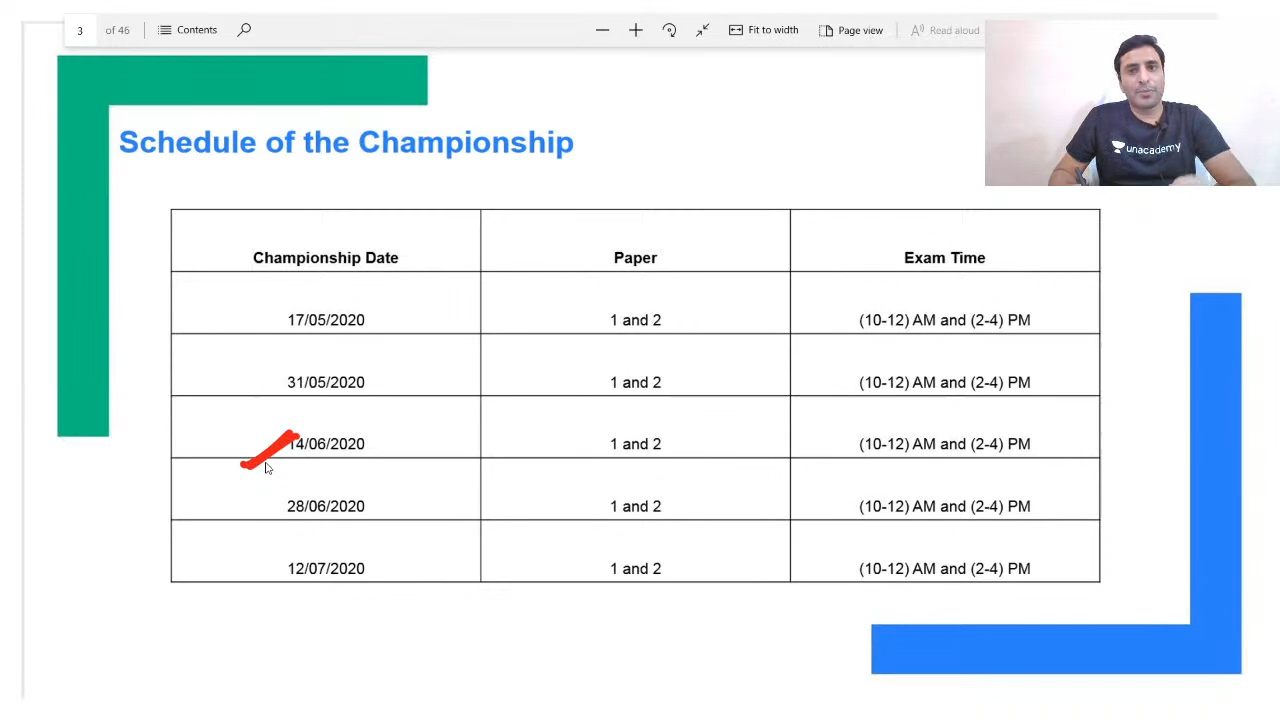 3 of 46 Contents Fit to width Page view Read aloud
unacademy
Schedule of the Championship
Championship Date Paper Exam Time
17/05/2020 1 and 2 (10-12) AM and (2-4) PM
31/05/2020 1 and 2 (10-12) AM and (2-4) PM
14/06/2020 1 and 2 (10-12) AM and (2-4) PM
28/06/2020 1 and 2 (10-12) AM and (2-4) PM
12/07/2020 1 and 2 (10-12) AM and (2-4) PM